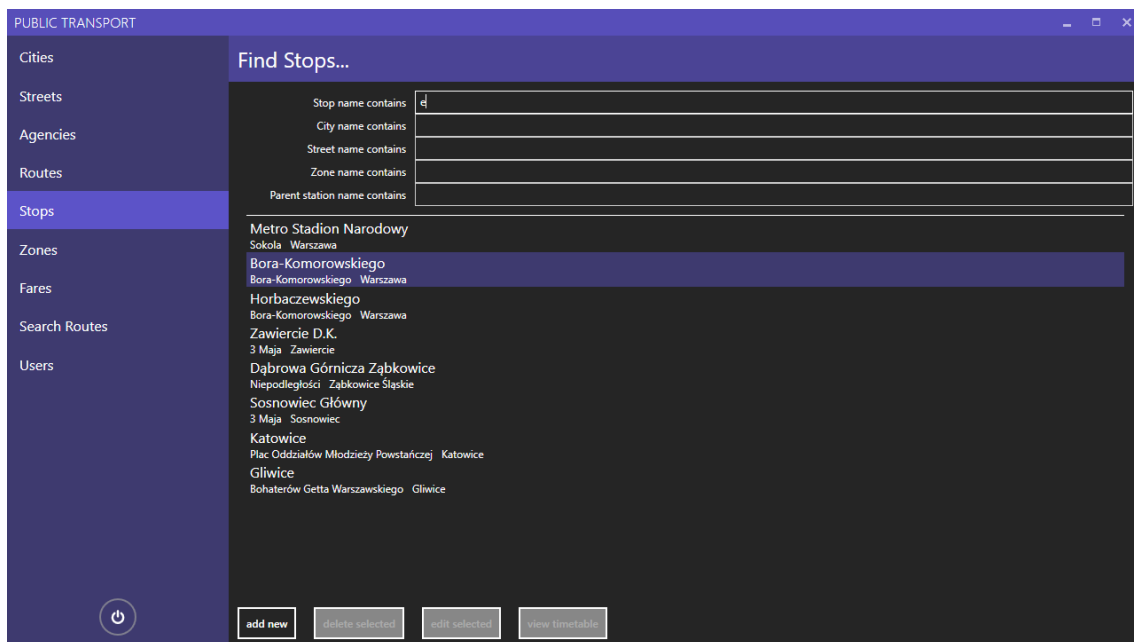 PUBLIC TRANSPORT
Cities
Streets
Agencies
Routes
Stops
Zones
Fares
Search Routes
Users
Find Stops...
Stop name contains e
City name contains
Street name contains
Zone name contains
Parent station name contains
Metro Stadion Narodowy
Sokola Warszawa
Bora-Komorowskiego
Bora-Komorowskiego Warszawa
Horbaczewskiego
Bora-Komorowskiego Warszawa
Zawiercie D.K.
3 Maja Zawiercie
Dąbrowa Górnicza Ząbkowice
Niepodległości Ząbkowice Śląskie
Sosnowiec Główny
3 Maja Sosnowiec
Katowice
Plac Oddziałów Młodzieży Powstańczej Katowice
Gliwice
Bohaterów Getta Warszawskiego Gliwice
add new delete selected edit selected view timetable